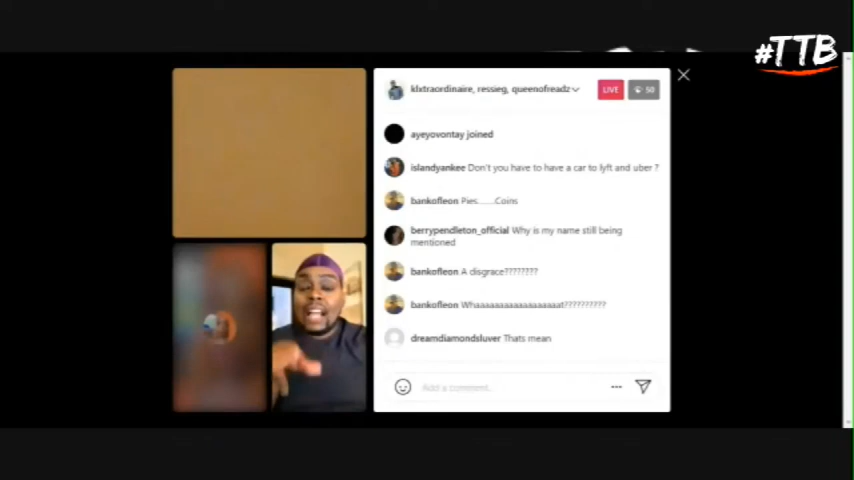 #TTB
klxtraordinaire, ressieg, queenofreadz
LIVE
50
ayeyovontay joined
islandyankee Don't you have to have a car to lyft and uber ?
bankofleon Pies......Coins
berrypendleton_official Why is my name still being
mentioned
bankofleon A disgrace????????
bankofleon Whaaaaaaaaaaaaaaaaat??????????
dreamdiamondsluver Thats mean
Add a comment...